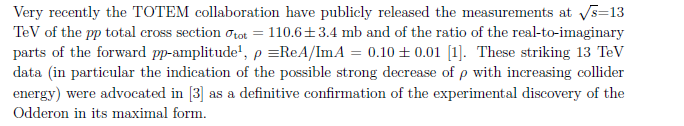 Very recently the TOTEM collaboration have publicly released the measurements at √s=13
TeV of the pp total cross section σtot = 110.6±3.4 mb and of the ratio of the real-to-imaginary
parts of the forward pp-amplitude¹, ρ ≡ReA/ImA = 0.10 ± 0.01 [1]. These striking 13 TeV
data (in particular the indication of the possible strong decrease of ρ with increasing collider
energy) were advocated in [3] as a definitive confirmation of the experimental discovery of the
Odderon in its maximal form.